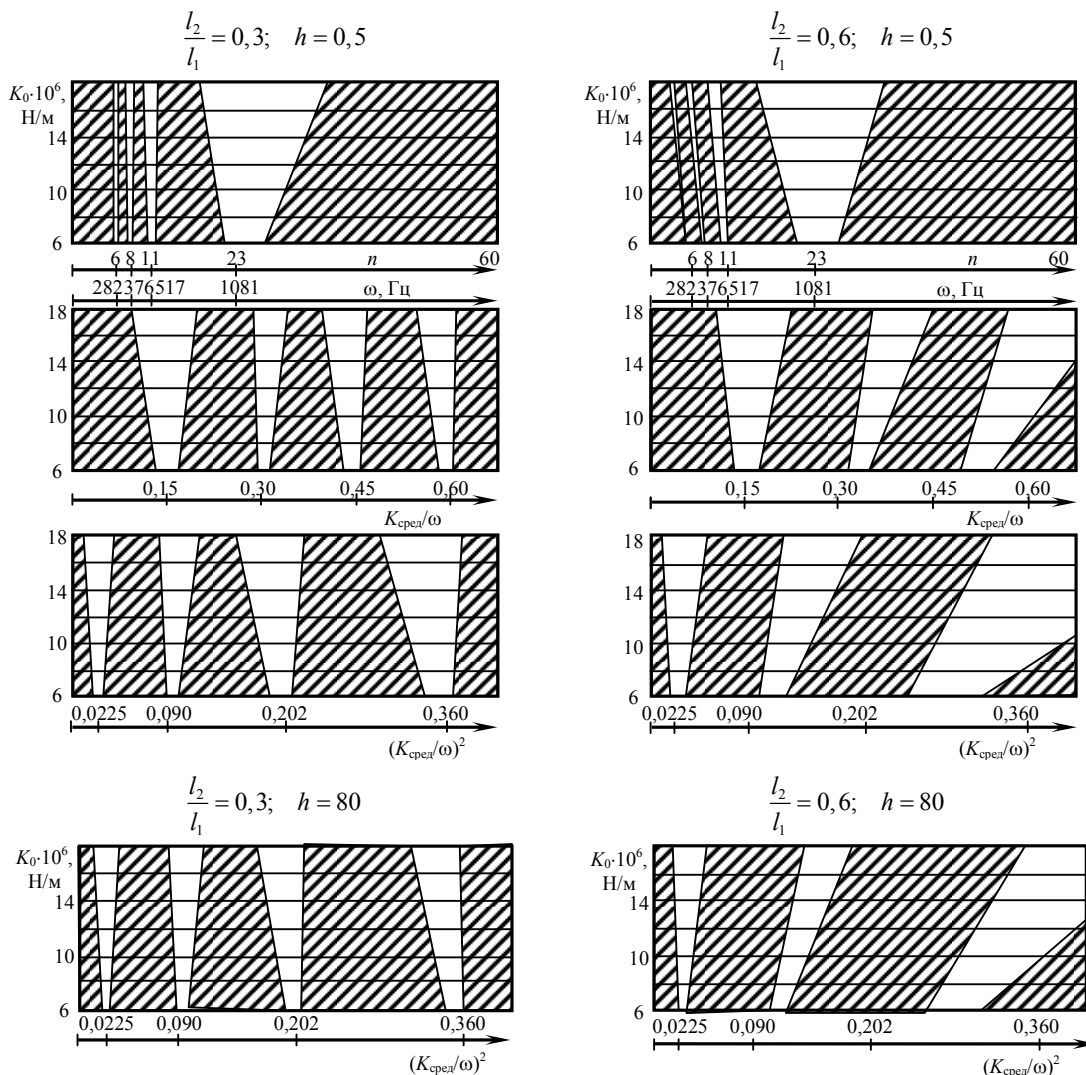 l₂/l₁ = 0,3; h = 0,5
K₀·10⁶,
Н/м
14
10
6
6 8 11 23 n 60
282 376 517 1081 ω, Гц
18
14
10
6
0,15 0,30 0,45 0,60
Kсред/ω
18
14
10
6
0,0225 0,090 0,202 0,360
(Kсред/ω)²
l₂/l₁ = 0,6; h = 0,5
K₀·10⁶,
Н/м
14
10
6
6 8 11 23 n 60
282 376 517 1081 ω, Гц
18
14
10
6
0,15 0,30 0,45 0,60
Kсред/ω
18
14
10
6
0,0225 0,090 0,202 0,360
(Kсред/ω)²
l₂/l₁ = 0,3; h = 80
K₀·10⁶,
Н/м
14
10
6
0,0225 0,090 0,202 0,360
(Kсред/ω)²
l₂/l₁ = 0,6; h = 80
K₀·10⁶,
Н/м
14
10
6
0,0225 0,090 0,202 0,360
(Kсред/ω)²